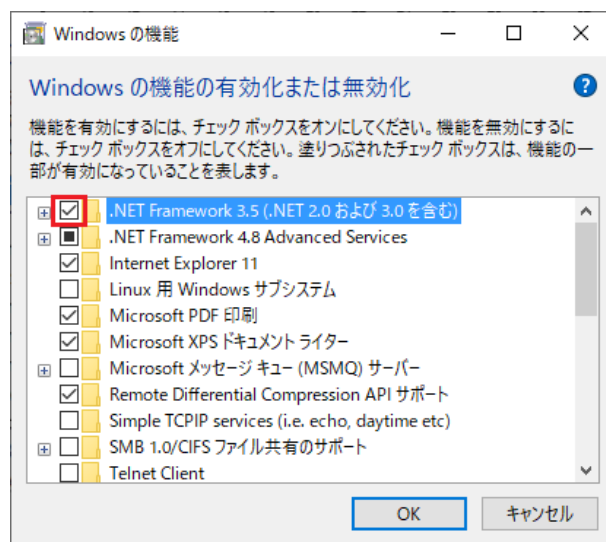 Windows の機能
Windows の機能の有効化または無効化
機能を有効にするには、チェック ボックスをオンにしてください。機能を無効にするに
は、チェック ボックスをオフにしてください。塗りつぶされたチェック ボックスは、機能の一
部が有効になっていることを表します。
.NET Framework 3.5 (.NET 2.0 および 3.0 を含む)
.NET Framework 4.8 Advanced Services
Internet Explorer 11
Linux 用 Windows サブシステム
Microsoft PDF 印刷
Microsoft XPS ドキュメント ライター
Microsoft メッセージ キュー (MSMQ) サーバー
Remote Differential Compression API サポート
Simple TCPIP services (i.e. echo, daytime etc)
SMB 1.0/CIFS ファイル共有のサポート
Telnet Client
OK キャンセル